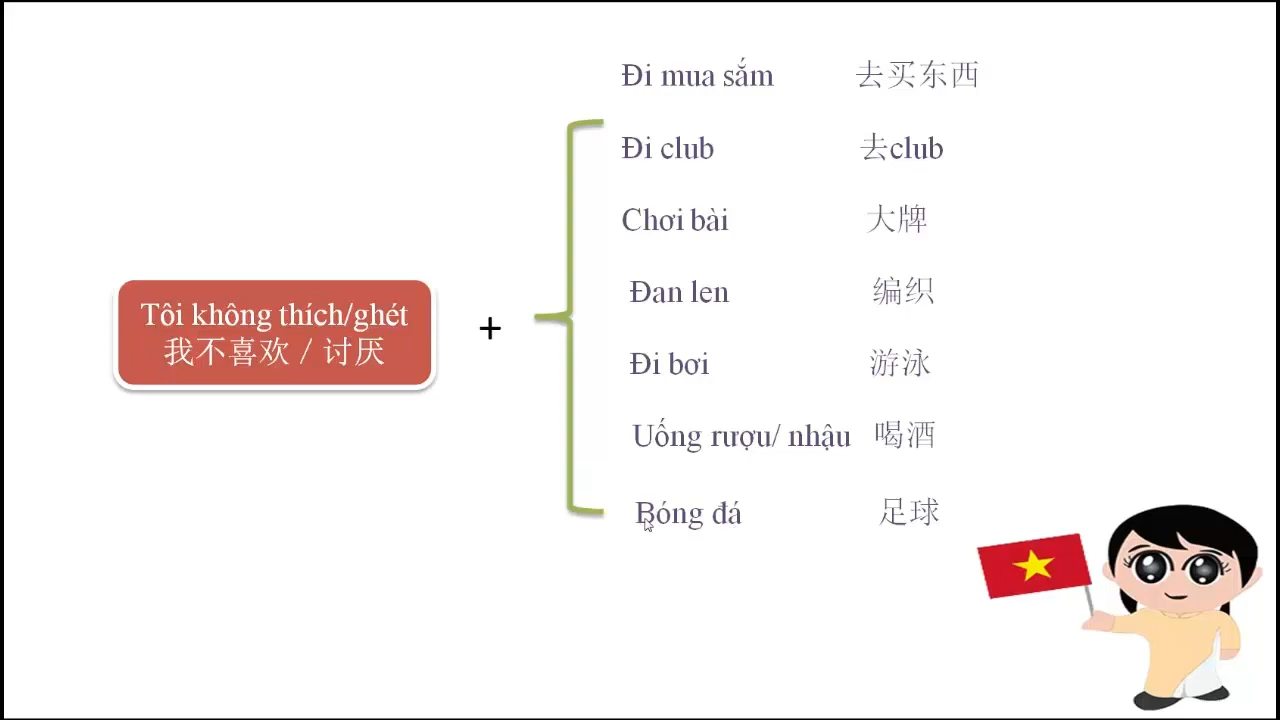 Đi mua sắm 去买东西
Đi club 去club
Chơi bài 大牌
Đan len 编织
Tôi không thích/ghét
我不喜欢 / 讨厌
+
Đi bơi 游泳
Uống rượu/ nhậu 喝酒
Bóng đá 足球